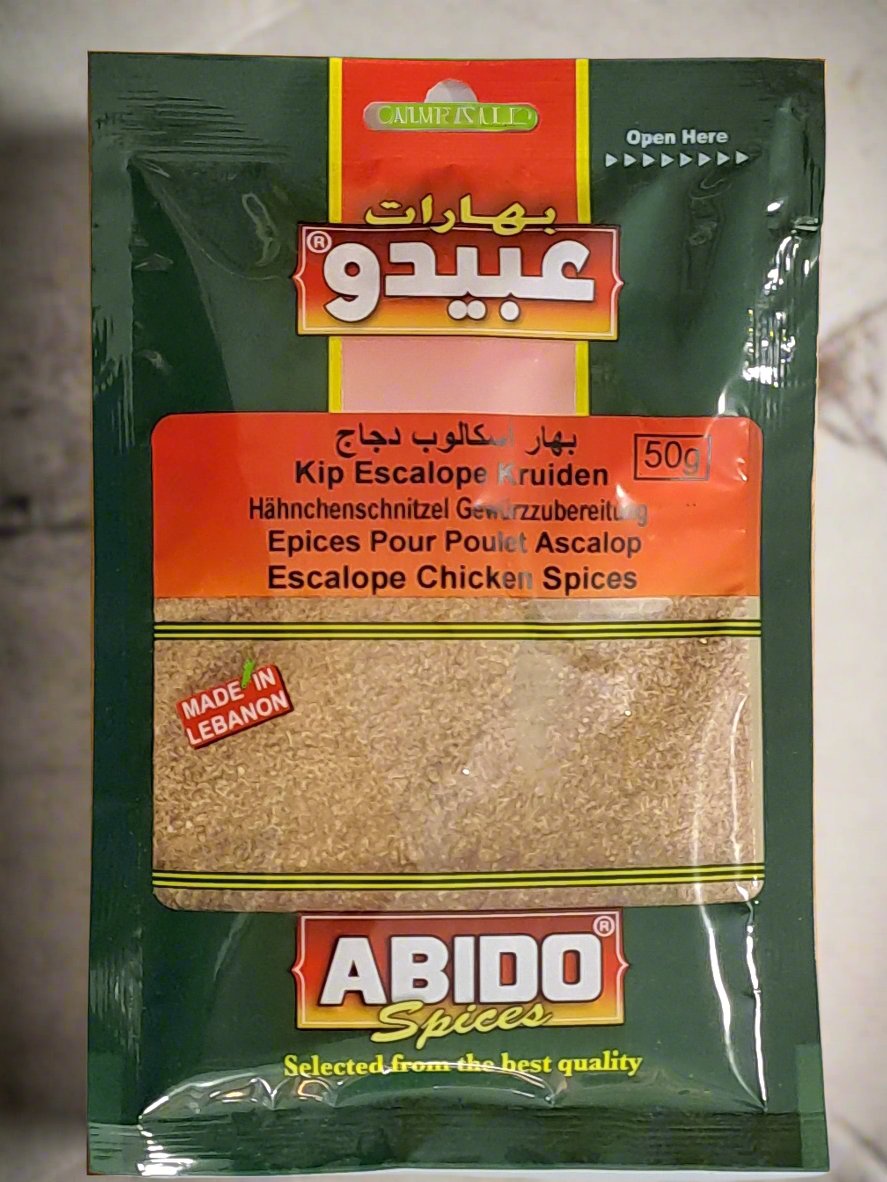 Open Here
بهارات
عبيدو®
بهار اسكالوب دجاج
50g
Kip Escalope Kruiden
Hähnchenschnitzel Gewürzzubereitung
Epices Pour Poulet Ascalop
Escalope Chicken Spices
MADE IN
LEBANON
ABIDO®
Spices
Selected from the best quality